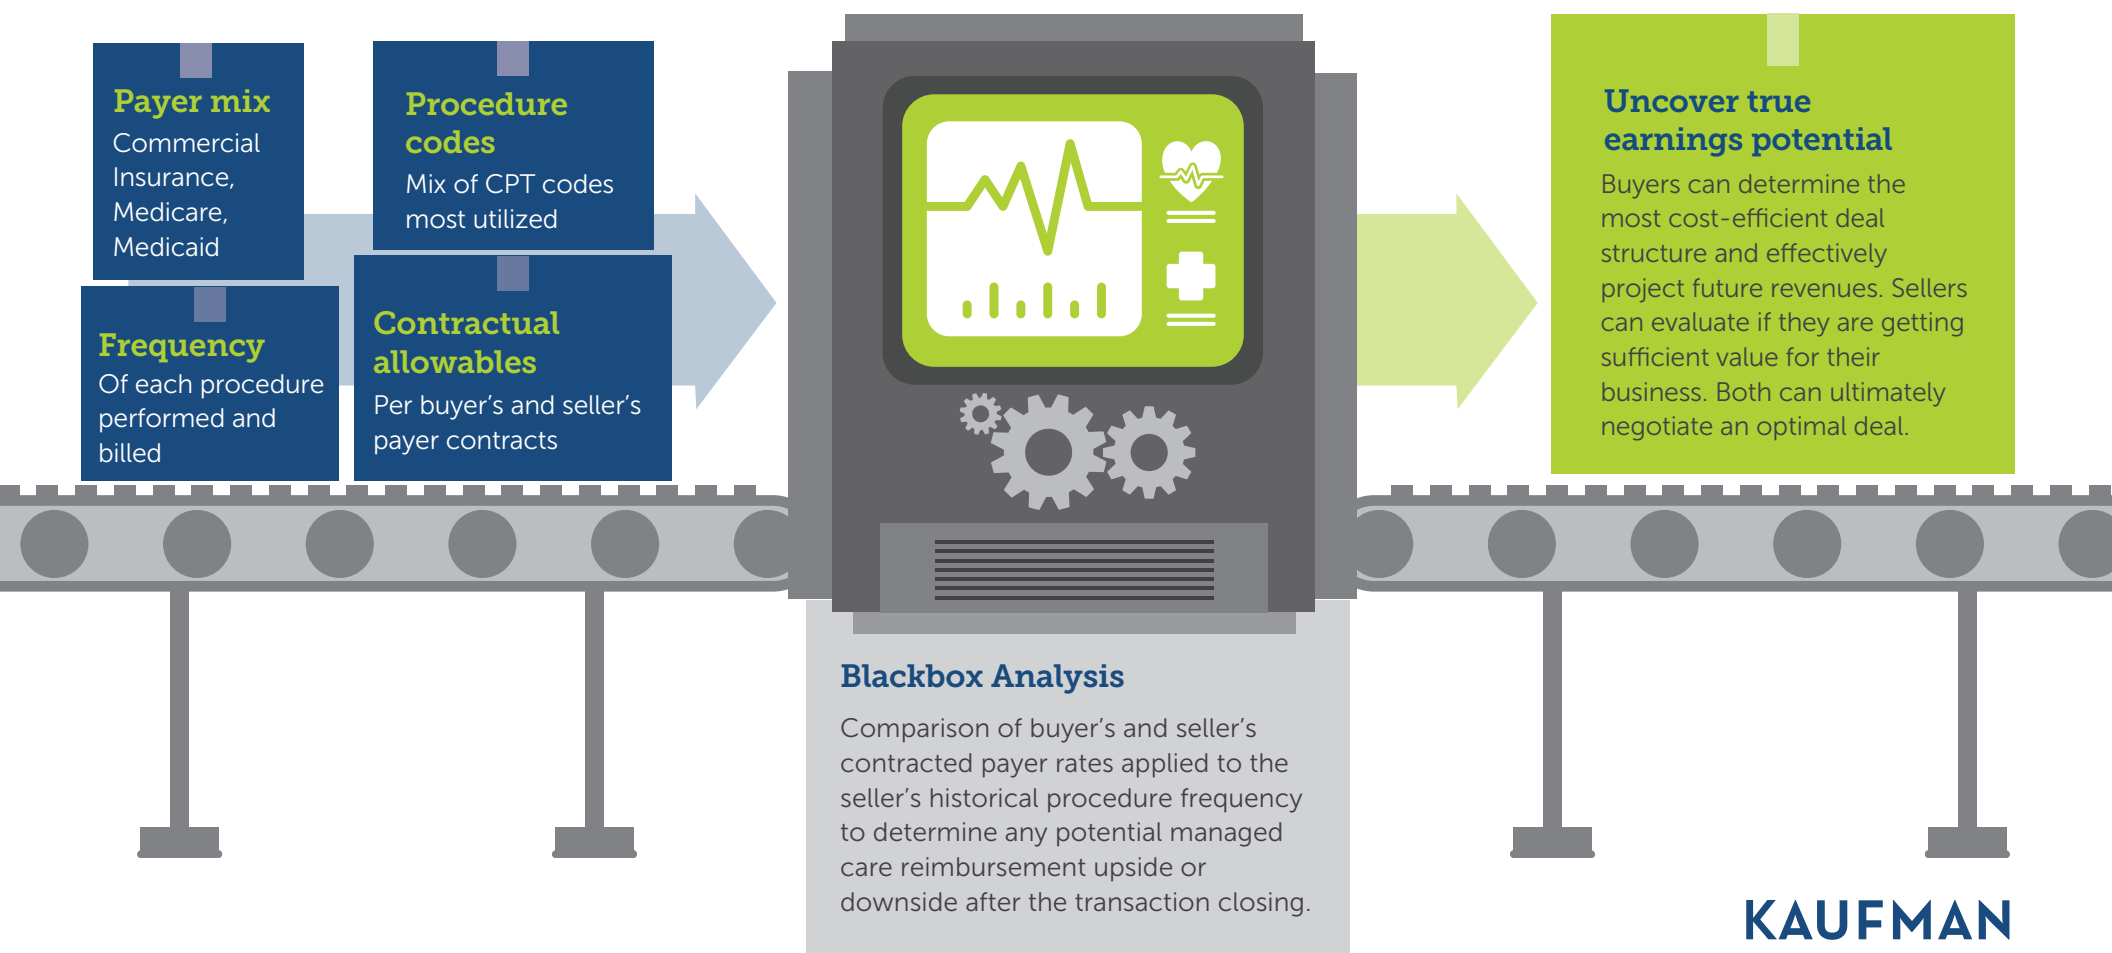 Payer mix
Commercial
Insurance,
Medicare,
Medicaid
Procedure
codes
Mix of CPT codes
most utilized
Frequency
Of each procedure
performed and
billed
Contractual
allowables
Per buyer’s and seller’s
payer contracts
Blackbox Analysis
Comparison of buyer’s and seller’s
contracted payer rates applied to the
seller’s historical procedure frequency
to determine any potential managed
care reimbursement upside or
downside after the transaction closing.
Uncover true
earnings potential
Buyers can determine the
most cost-efficient deal
structure and effectively
project future revenues. Sellers
can evaluate if they are getting
sufficient value for their
business. Both can ultimately
negotiate an optimal deal.
KAUFMAN